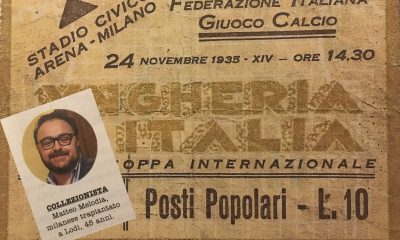 STADIO CIVICO
ARENA - MILANO
FEDERAZIONE ITALIANA
GIUOCO CALCIO
24 NOVEMBRE 1935 - XIV - ORE 14,30
UNGHERIA
ITALIA
COPPA INTERNAZIONALE
Posti Popolari - L. 10
COLLEZIONISTA
Matteo Melodia,
milanese trapiantato
a Lodi, 45 anni.